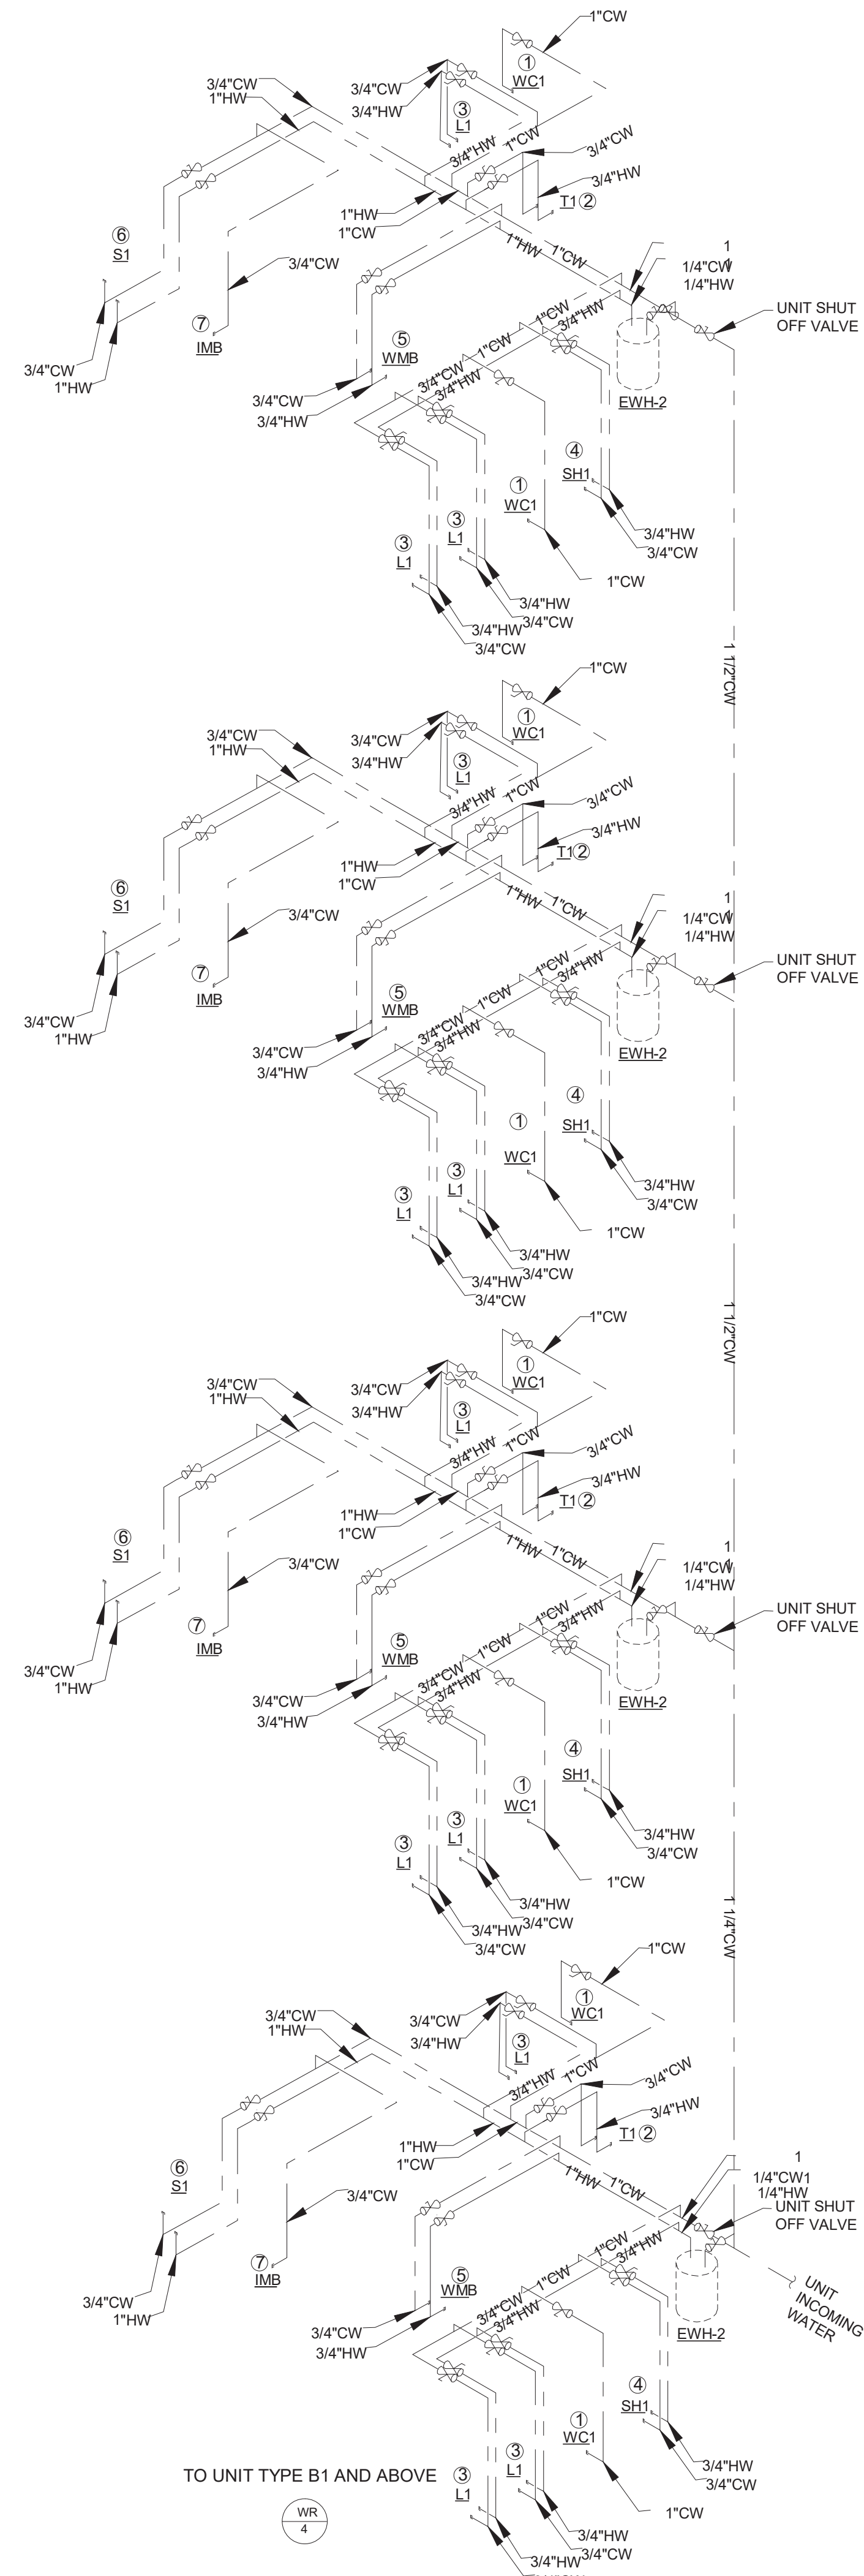 1"CW
①
WC1
3/4"CW
3/4"HW
③
L1
3/4"CW
1"HW
3/4"HW
1"CW
3/4"CW
3/4"HW
T1②
1"HW
1"CW
1"HW
1"CW
⑥
S1
3/4"CW
⑦
IMB
3/4"CW
1"HW
1
1/4"CW
1
1/4"HW
UNIT SHUT
OFF VALVE
EWH-2
⑤
WMB
3/4"CW
3/4"HW
1"CW
3/4"HW
1"CW
3/4"CW
3/4"HW
④
SH1
3/4"HW
3/4"CW
①
WC1
1"CW
③
L1
3/4"HW
3/4"CW
③
L1
3/4"HW
3/4"CW
1 1/2"CW
1"CW
①
WC1
3/4"CW
3/4"HW
③
L1
3/4"CW
1"HW
3/4"HW
1"CW
3/4"CW
3/4"HW
T1②
1"HW
1"CW
1"HW
1"CW
⑥
S1
3/4"CW
⑦
IMB
3/4"CW
1"HW
1
1/4"CW
1
1/4"HW
UNIT SHUT
OFF VALVE
EWH-2
⑤
WMB
3/4"CW
3/4"HW
1"CW
3/4"HW
1"CW
3/4"CW
3/4"HW
④
SH1
3/4"HW
3/4"CW
①
WC1
1"CW
③
L1
3/4"HW
3/4"CW
③
L1
3/4"HW
3/4"CW
1 1/2"CW
1"CW
①
WC1
3/4"CW
3/4"HW
③
L1
3/4"CW
1"HW
3/4"HW
1"CW
3/4"CW
3/4"HW
T1②
1"HW
1"CW
1"HW
1"CW
⑥
S1
3/4"CW
⑦
IMB
3/4"CW
1"HW
1
1/4"CW
1
1/4"HW
UNIT SHUT
OFF VALVE
EWH-2
⑤
WMB
3/4"CW
3/4"HW
1"CW
3/4"HW
1"CW
3/4"CW
3/4"HW
④
SH1
3/4"HW
3/4"CW
①
WC1
1"CW
③
L1
3/4"HW
3/4"CW
③
L1
3/4"HW
3/4"CW
1 1/4"CW
1"CW
①
WC1
3/4"CW
3/4"HW
③
L1
3/4"CW
1"HW
3/4"HW
1"CW
3/4"CW
3/4"HW
T1②
1"HW
1"CW
1"HW
1"CW
⑥
S1
3/4"CW
⑦
IMB
3/4"CW
1"HW
1
1/4"CW1
1/4"HW
UNIT SHUT
OFF VALVE
UNIT
INCOMING
WATER
EWH-2
⑤
WMB
3/4"CW
3/4"HW
1"CW
3/4"HW
1"CW
3/4"CW
3/4"HW
④
SH1
3/4"HW
3/4"CW
①
WC1
1"CW
③
L1
3/4"HW
3/4"CW
③
L1
3/4"HW
TO UNIT TYPE B1 AND ABOVE
WR
4